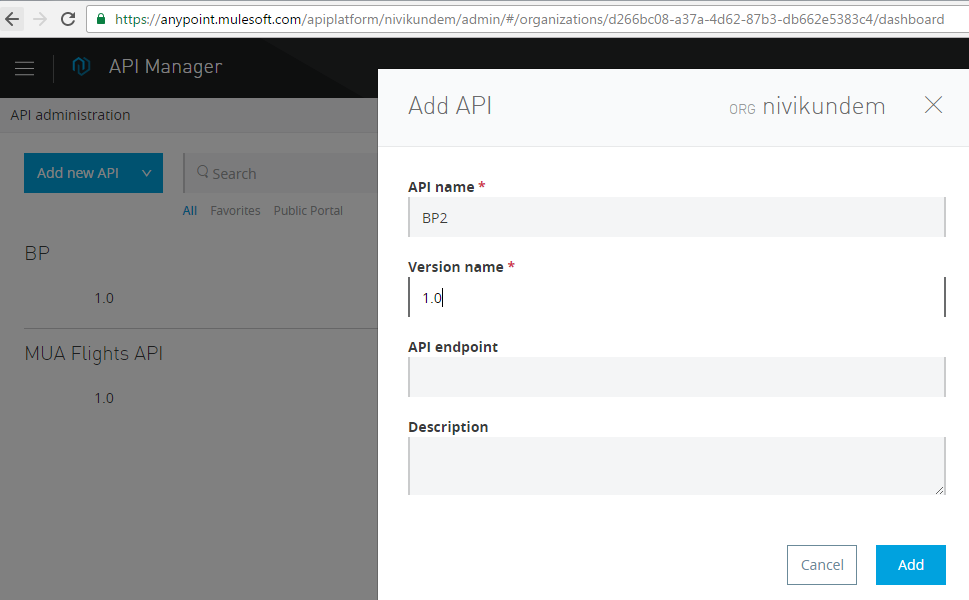 https://anypoint.mulesoft.com/apiplatform/nivikundem/admin/#/organizations/d266bc08-a37a-4d62-87b3-db662e5383c4/dashboard
API Manager
API administration
Add new API
Search
All Favorites Public Portal
BP
1.0
MUA Flights API
1.0
Add API
ORG nivikundem
API name *
BP2
Version name *
1.0
API endpoint
Description
Cancel
Add